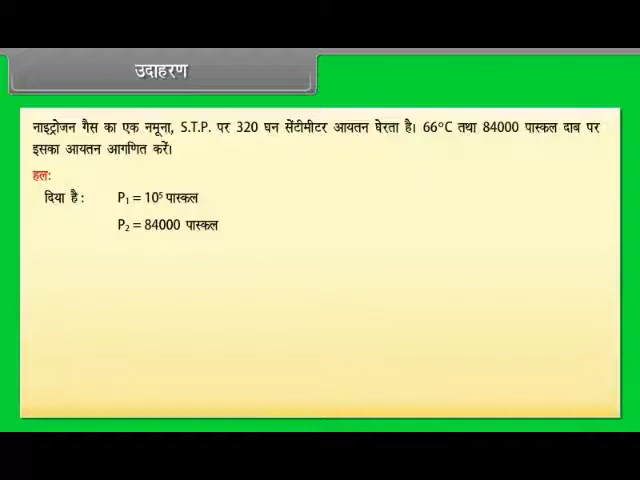 उदाहरण
नाइट्रोजन गैस का एक नमूना, S.T.P. पर 320 घन सेंटीमीटर आयतन घेरता है। 66°C तथा 84000 पास्कल दाब पर
इसका आयतन आगणित करें।
हल:
दिया है : P₁ = 10⁵ पास्कल
P₂ = 84000 पास्कल